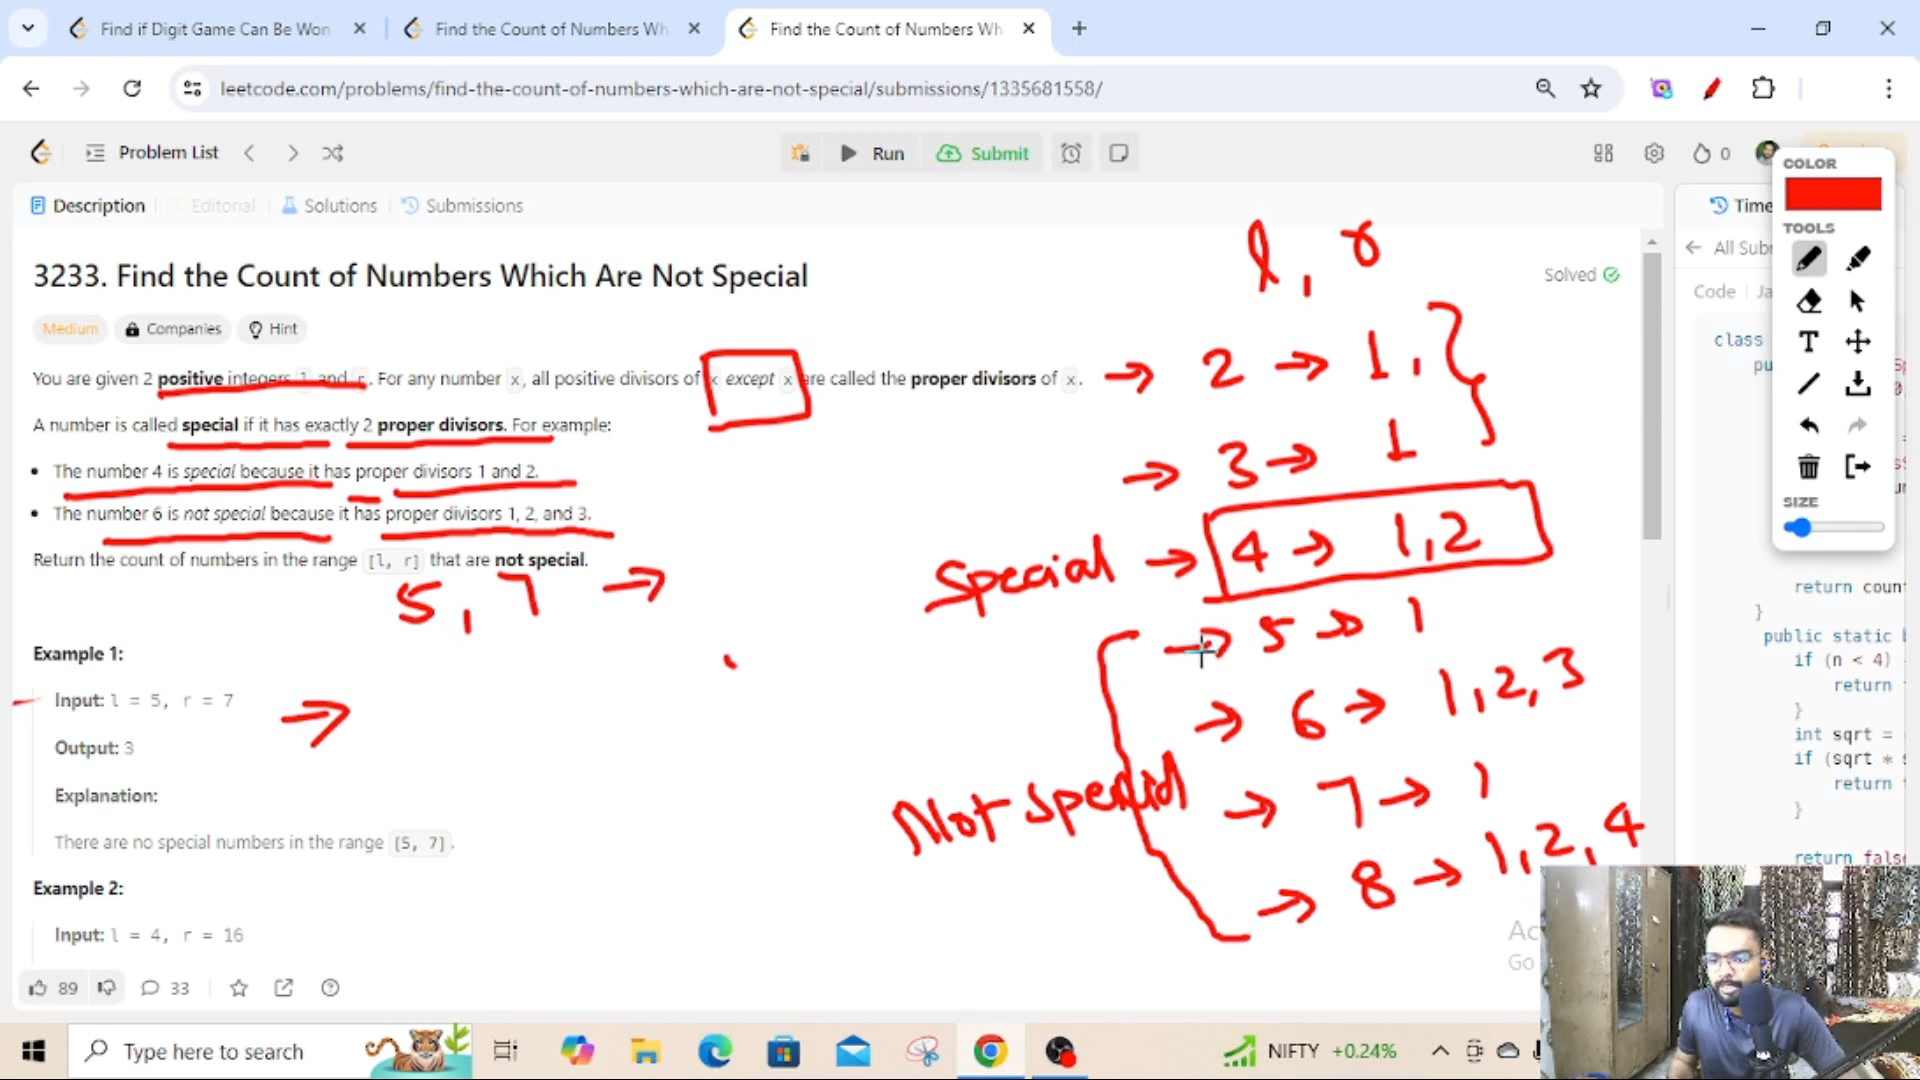 Find if Digit Game Can Be Won
Find the Count of Numbers Wh
Find the Count of Numbers Wh
leetcode.com/problems/find-the-count-of-numbers-which-are-not-special/submissions/1335681558/
Problem List
Run
Submit
0
Description
Editorial
Solutions
Submissions
3233. Find the Count of Numbers Which Are Not Special
Solved
Medium
Companies
Hint
You are given 2 positive integers l and r. For any number x, all positive divisors of x except x are called the proper divisors of x.
A number is called special if it has exactly 2 proper divisors. For example:
• The number 4 is special because it has proper divisors 1 and 2.
• The number 6 is not special because it has proper divisors 1, 2, and 3.
Return the count of numbers in the range [l, r] that are not special.
5, 7 →
Example 1:
Input: l = 5, r = 7
→
Output: 3
Explanation:
There are no special numbers in the range [5, 7].
Example 2:
Input: l = 4, r = 16
89
33
l, r
→ 2 → 1,
→ 3 → 1
Special → 4 → 1,2
→ 5 → 1
→ 6 → 1,2,3
Not special → 7 → 1
→ 8 → 1,2,4
COLOR
TOOLS
T
SIZE
Time
All Sub
Code
Ja
class
pu
return coun
}
public static b
if (n < 4)
return
}
int sqrt =
if (sqrt * s
return t
}
return fals
Ac
Go
Type here to search
NIFTY +0.24%